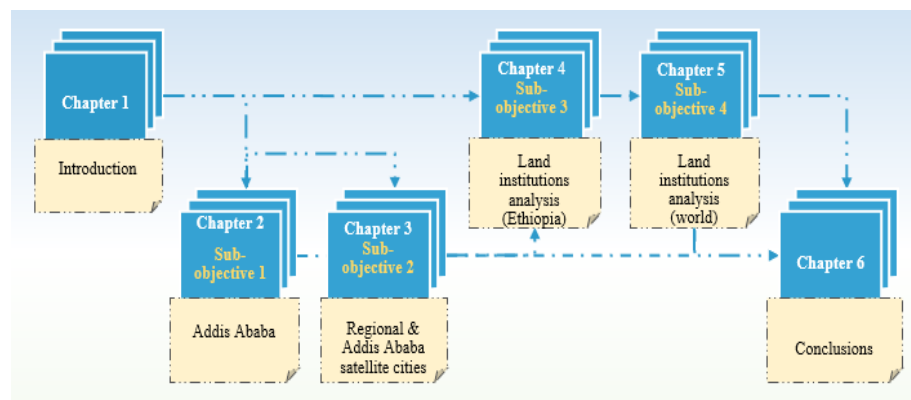 Chapter 1
Introduction
Chapter 2
Sub-
objective 1
Addis Ababa
Chapter 3
Sub-
objective 2
Regional &
Addis Ababa
satellite cities
Chapter 4
Sub-
objective 3
Land
institutions
analysis
(Ethiopia)
Chapter 5
Sub-
objective 4
Land
institutions
analysis
(world)
Chapter 6
Conclusions